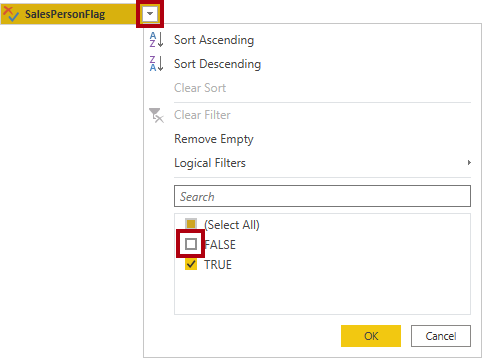 SalesPersonFlag
A
Z
Sort Ascending
Z
A
Sort Descending
Clear Sort
Clear Filter
Remove Empty
Logical Filters
Search
(Select All)
FALSE
TRUE
OK
Cancel